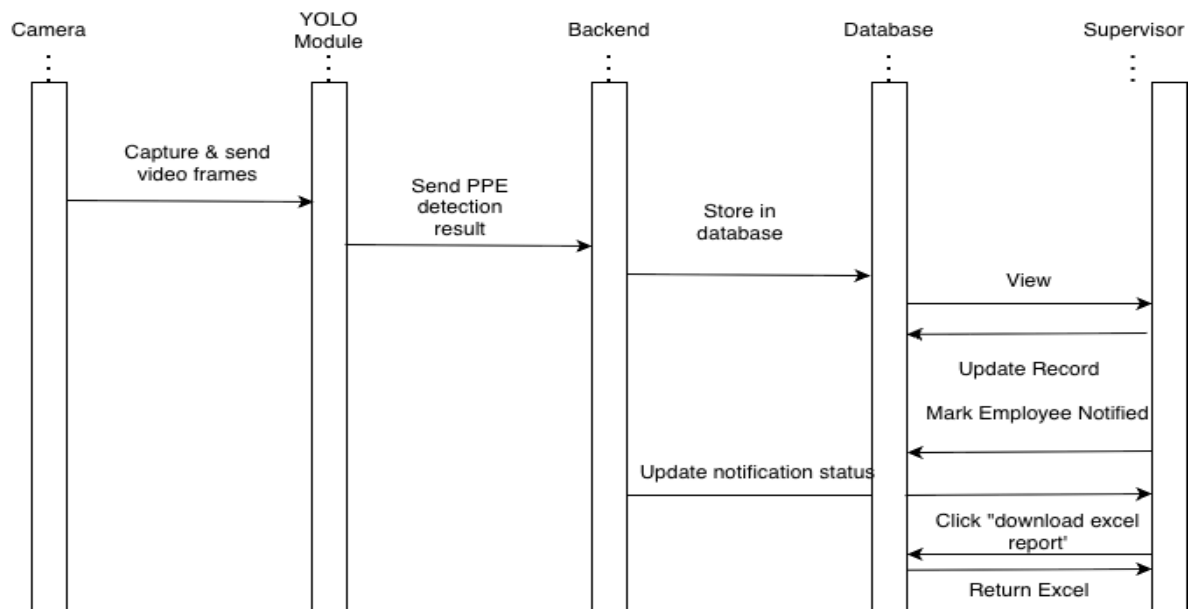 Camera
YOLO
Module
Backend
Database
Supervisor
Capture & send
video frames
Send PPE
detection
result
Store in
database
View
Update Record
Mark Employee Notified
Update notification status
Click "download excel
report'
Return Excel